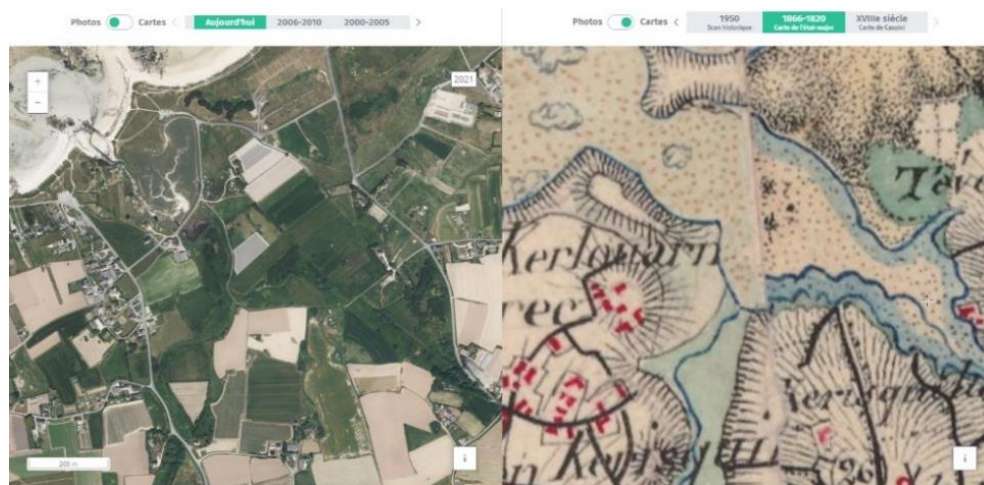 Photos Cartes < Aujourd'hui 2006-2010 2000-2005 >
+
−
2021
200 m
i
Photos Cartes < 1950 1866-1820 XVIIIe siècle >
Scan historique Carte de l'état-major Carte de Cassini
Kerlouarn
rec
(26)
i